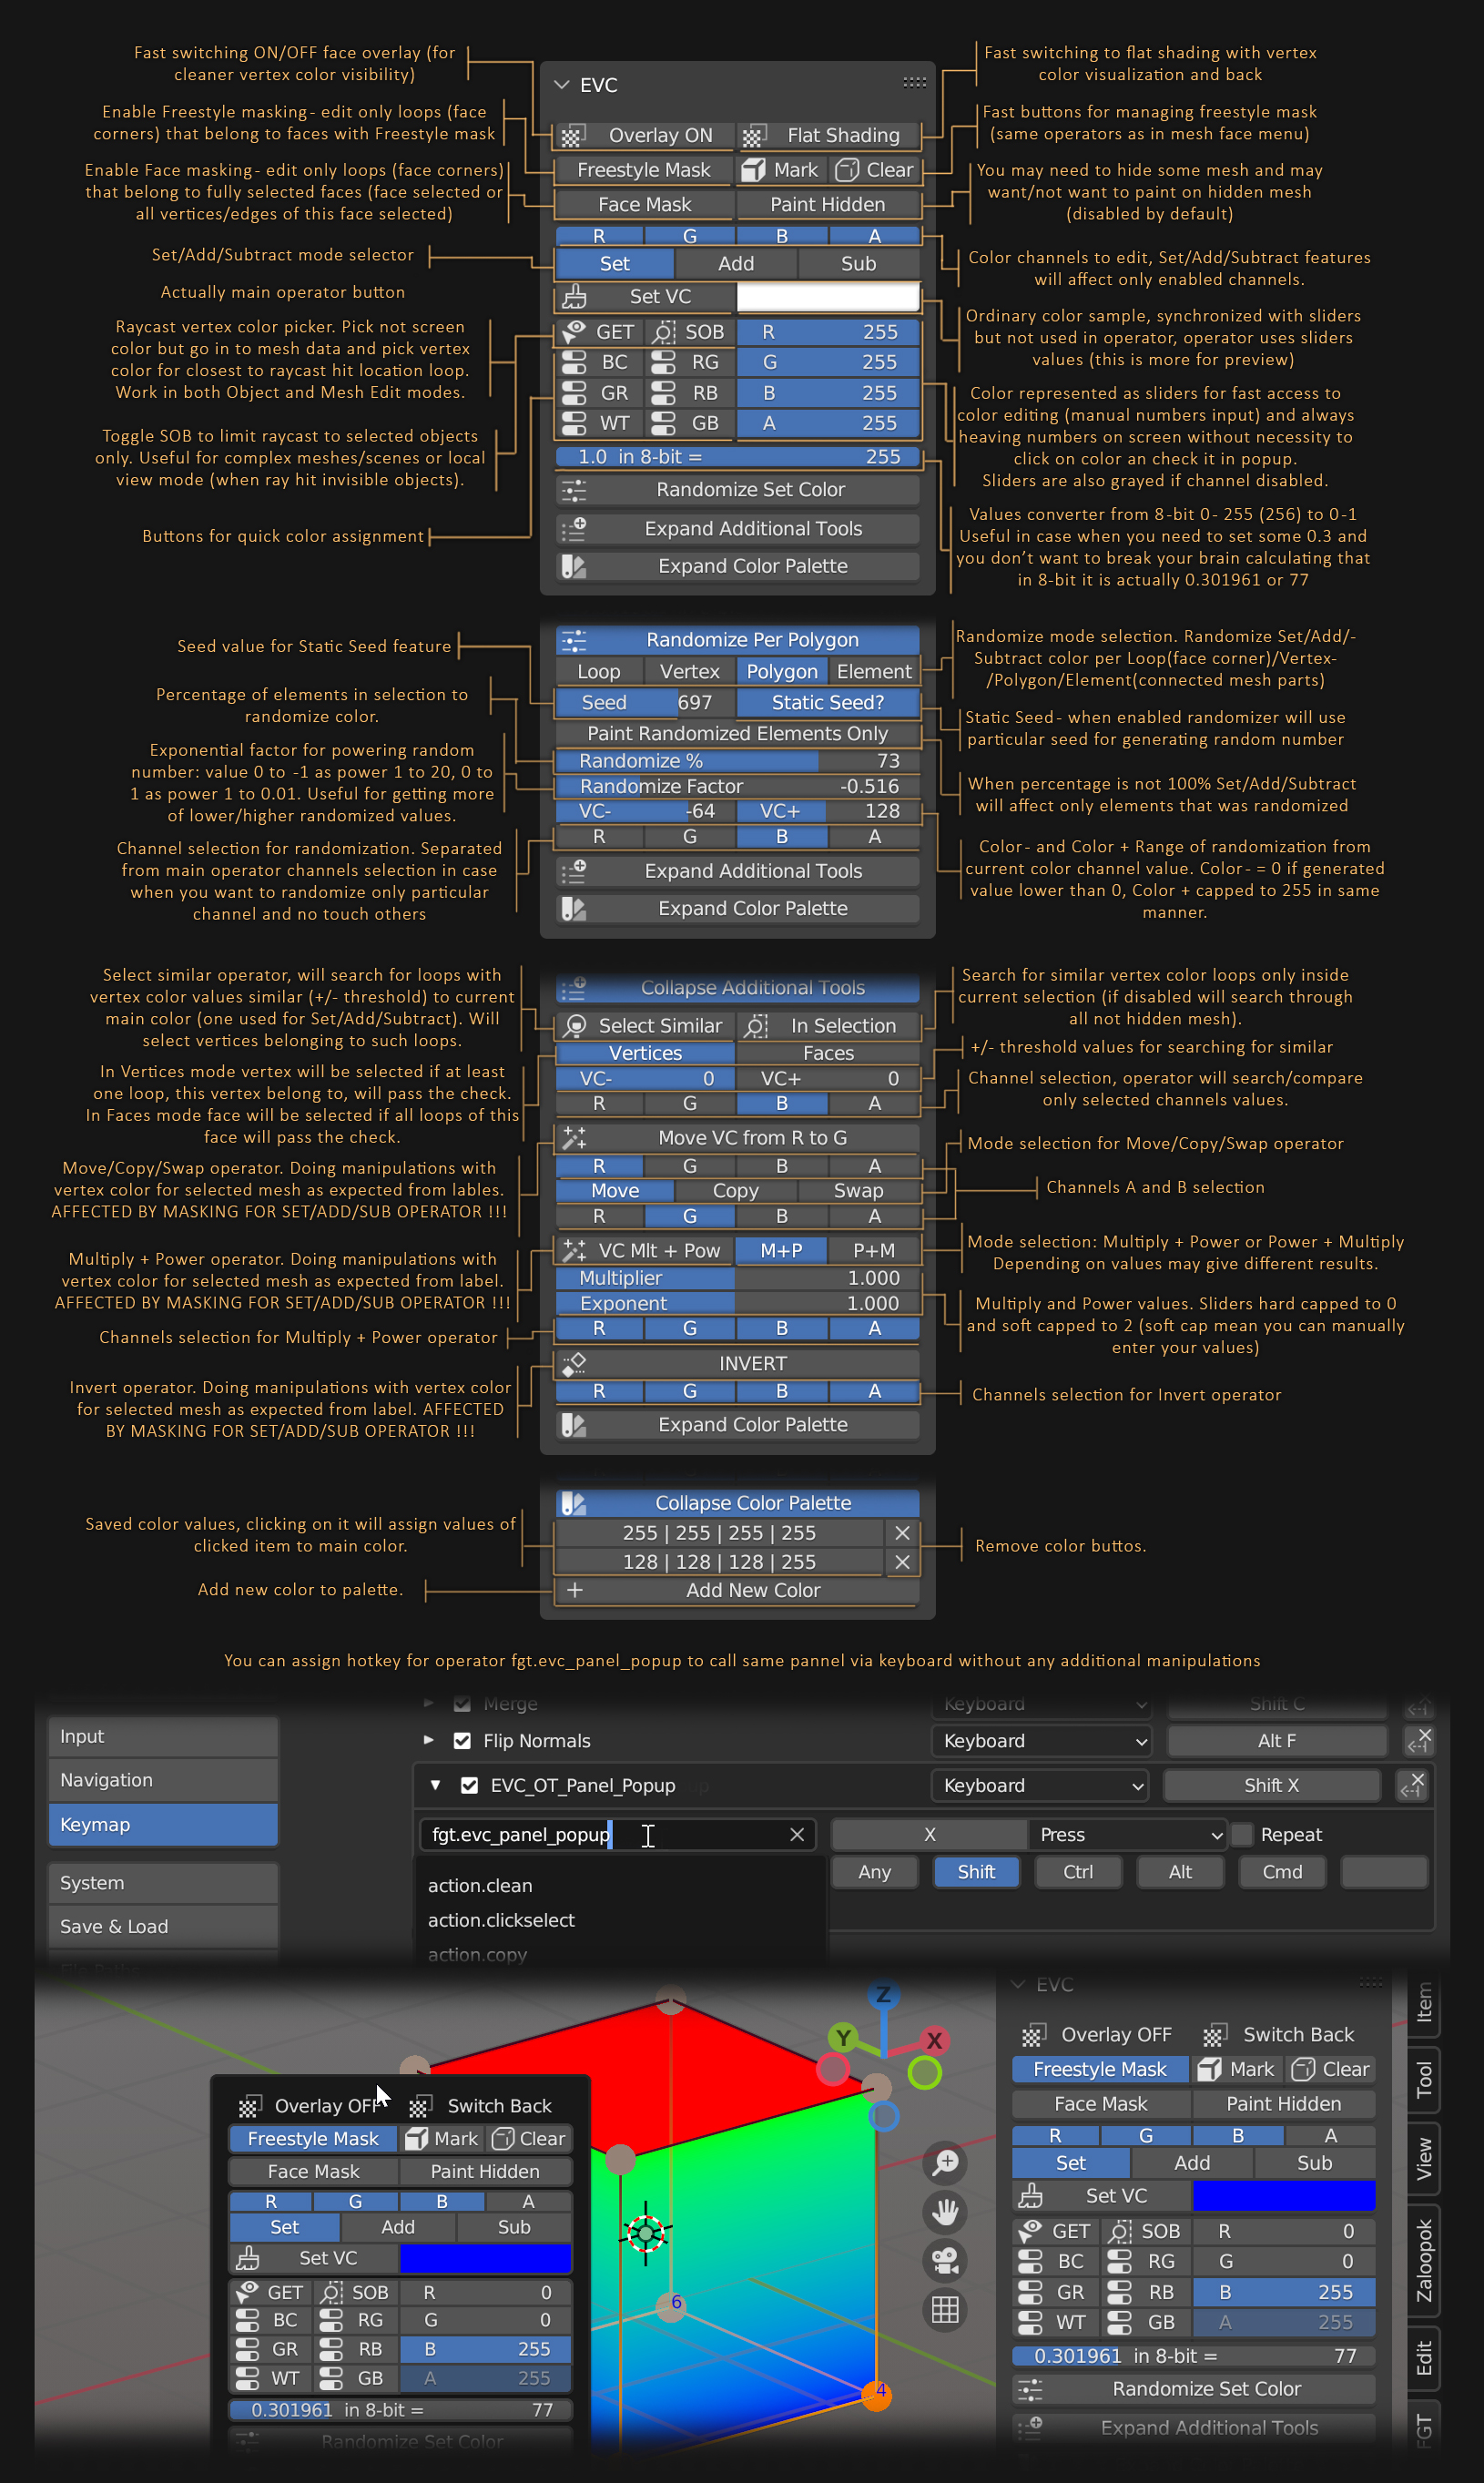 Fast switching ON/OFF face overlay (for
cleaner vertex color visibility)
Enable Freestyle masking - edit only loops (face
corners) that belong to faces with Freestyle mask
Enable Face masking - edit only loops (face corners)
that belong to fully selected faces (face selected or
all vertices/edges of this face selected)
Set/Add/Subtract mode selector
Actually main operator button
Raycast vertex color picker. Pick not screen
color but go in to mesh data and pick vertex
color for closest to raycast hit location loop.
Work in both Object and Mesh Edit modes.
Toggle SOB to limit raycast to selected objects
only. Useful for complex meshes/scenes or local
view mode (when ray hit invisible objects).
Buttons for quick color assignment
EVC
Overlay ON Flat Shading
Freestyle Mask Mark Clear
Face Mask Paint Hidden
R G B A
Set Add Sub
Set VC
GET SOB R 255
BC RG G 255
GR RB B 255
WT GB A 255
1.0 in 8-bit = 255
Randomize Set Color
Expand Additional Tools
Expand Color Palette
Fast switching to flat shading with vertex
color visualization and back
Fast buttons for managing freestyle mask
(same operators as in mesh face menu)
You may need to hide some mesh and may
want/not want to paint on hidden mesh
(disabled by default)
Color channels to edit, Set/Add/Subtract features
will affect only enabled channels.
Ordinary color sample, synchronized with sliders
but not used in operator, operator uses sliders
values (this is more for preview)
Color represented as sliders for fast access to
color editing (manual numbers input) and always
heaving numbers on screen without necessity to
click on color an check it in popup.
Sliders are also grayed if channel disabled.
Values converter from 8-bit 0 - 255 (256) to 0-1
Useful in case when you need to set some 0.3 and
you don't want to break your brain calculating that
in 8-bit it is actually 0.301961 or 77
Seed value for Static Seed feature
Percentage of elements in selection to
randomize color.
Exponential factor for powering random
number: value 0 to -1 as power 1 to 20, 0 to
1 as power 1 to 0.01. Useful for getting more
of lower/higher randomized values.
Channel selection for randomization. Separated
from main operator channels selection in case
when you want to randomize only particular
channel and no touch others
Randomize Per Polygon
Loop Vertex Polygon Element
Seed 697 Static Seed?
Paint Randomized Elements Only
Randomize % 73
Randomize Factor -0.516
VC- -64 VC+ 128
R G B A
Expand Additional Tools
Expand Color Palette
Randomize mode selection. Randomize Set/Add/-
Subtract color per Loop(face corner)/Vertex-
/Polygon/Element(connected mesh parts)
Static Seed - when enabled randomizer will use
particular seed for generating random number
When percentage is not 100% Set/Add/Subtract
will affect only elements that was randomized
Color - and Color + Range of randomization from
current color channel value. Color - = 0 if generated
value lower than 0, Color + capped to 255 in same
manner.
Select similar operator, will search for loops with
vertex color values similar (+/- threshold) to current
main color (one used for Set/Add/Subtract). Will
select vertices belonging to such loops.
In Vertices mode vertex will be selected if at least
one loop, this vertex belong to, will pass the check.
In Faces mode face will be selected if all loops of this
face will pass the check.
Move/Copy/Swap operator. Doing manipulations with
vertex color for selected mesh as expected from lables.
AFFECTED BY MASKING FOR SET/ADD/SUB OPERATOR !!!
Multiply + Power operator. Doing manipulations with
vertex color for selected mesh as expected from label.
AFFECTED BY MASKING FOR SET/ADD/SUB OPERATOR !!!
Channels selection for Multiply + Power operator
Invert operator. Doing manipulations with vertex color
for selected mesh as expected from label. AFFECTED
BY MASKING FOR SET/ADD/SUB OPERATOR !!!
Collapse Additional Tools
Select Similar In Selection
Vertices Faces
VC- 0 VC+ 0
R G B A
Move VC from R to G
R G B A
Move Copy Swap
R G B A
VC Mlt + Pow M+P P+M
Multiplier 1.000
Exponent 1.000
R G B A
INVERT
R G B A
Expand Color Palette
Search for similar vertex color loops only inside
current selection (if disabled will search through
all not hidden mesh).
+/- threshold values for searching for similar
Channel selection, operator will search/compare
only selected channels values.
Mode selection for Move/Copy/Swap operator
Channels A and B selection
Mode selection: Multiply + Power or Power + Multiply
Depending on values may give different results.
Multiply and Power values. Sliders hard capped to 0
and soft capped to 2 (soft cap mean you can manually
enter your values)
Channels selection for Invert operator
Saved color values, clicking on it will assign values of
clicked item to main color.
Add new color to palette.
Collapse Color Palette
255 | 255 | 255 | 255
128 | 128 | 128 | 255
Add New Color
Remove color buttos.
You can assign hotkey for operator fgt.evc_panel_popup to call same pannel via keyboard without any additional manipulations
Input
Navigation
Keymap
System
Save & Load
Merge Keyboard Shift C
Flip Normals Keyboard Alt F
EVC_OT_Panel_Popup Keyboard Shift X
fgt.evc_panel_popup X Press Repeat
Any Shift Ctrl Alt Cmd
action.clean
action.clickselect
action.copy
Overlay OFF Switch Back
Freestyle Mask Mark Clear
Face Mask Paint Hidden
R G B A
Set Add Sub
Set VC
GET SOB R 0
BC RG G 0
GR RB B 255
WT GB A 255
0.301961 in 8-bit = 77
Randomize Set Color
Z
Y X
6
4
EVC
Overlay OFF Switch Back
Freestyle Mask Mark Clear
Face Mask Paint Hidden
R G B A
Set Add Sub
Set VC
GET SOB R 0
BC RG G 0
GR RB B 255
WT GB A 255
0.301961 in 8-bit = 77
Randomize Set Color
Expand Additional Tools
Item
Tool
View
Zaloopok
Edit
FGT